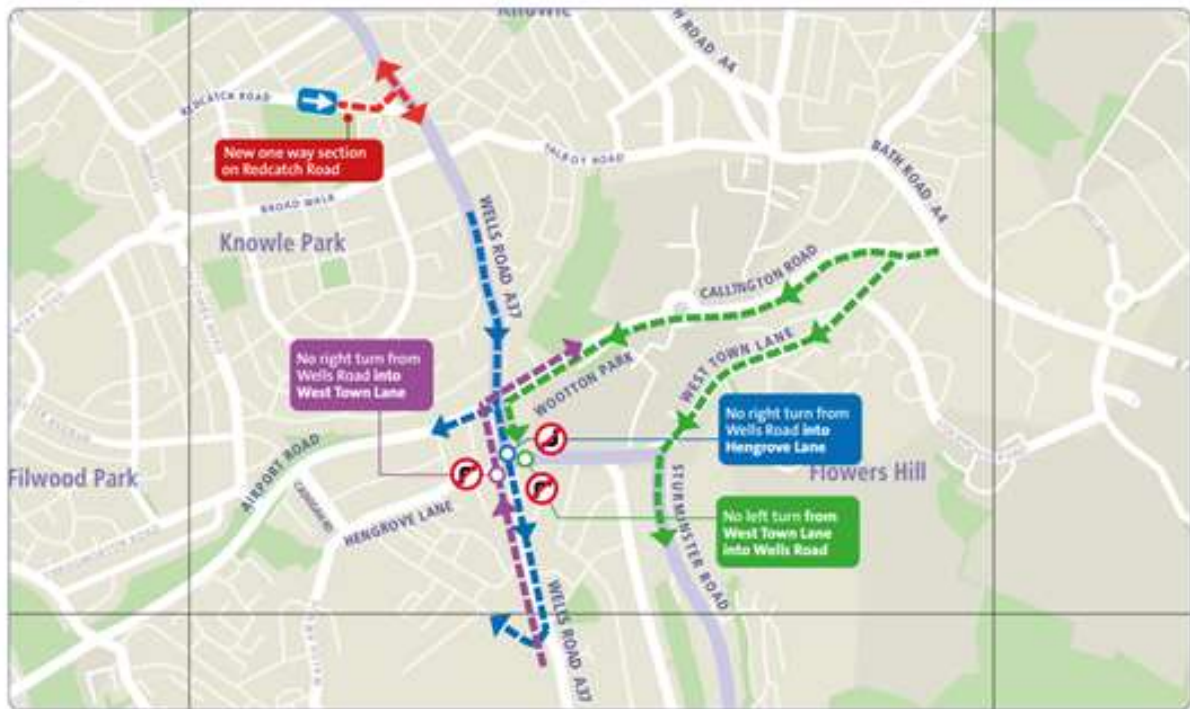 Knowle
H ROAD A4
REDCATCH ROAD
New one way section
on Redcatch Road
TALBOT ROAD
BATH ROAD A4
BROAD WALK
WELLS ROAD A37
Knowle Park
CALLINGTON ROAD
No right turn from
Wells Road into
West Town Lane
WEST TOWN LANE
WOOTTON PARK
No right turn from
Wells Road into
Hengrove Lane
AIRPORT ROAD
Filwood Park
Flowers Hill
HENGROVE LANE
STURMINSTER ROAD
No left turn from
West Town Lane
into Wells Road
WELLS ROAD A37